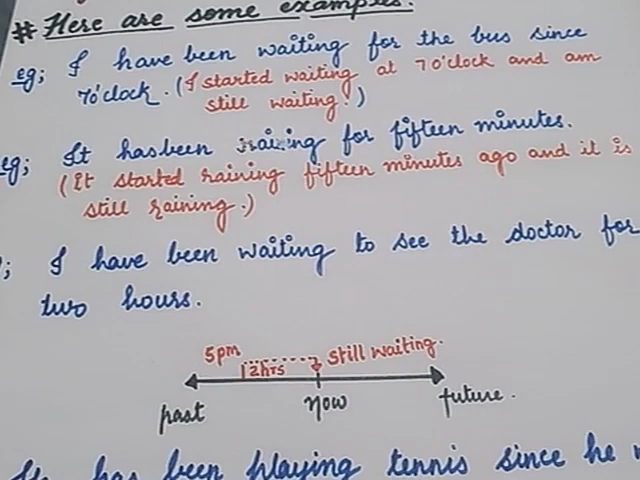 # Here are some examples.
eg; I have been waiting for the bus since
7o'clock. (I started waiting at 7 o'clock and am
still waiting.)
eg; It hasbeen raining for fifteen minutes.
(It started raining fifteen minutes ago and it is
still raining.)
; I have been waiting to see the doctor for
two hours.
5pm
2hrs still waiting.
past now future.
has been playing tennis since he